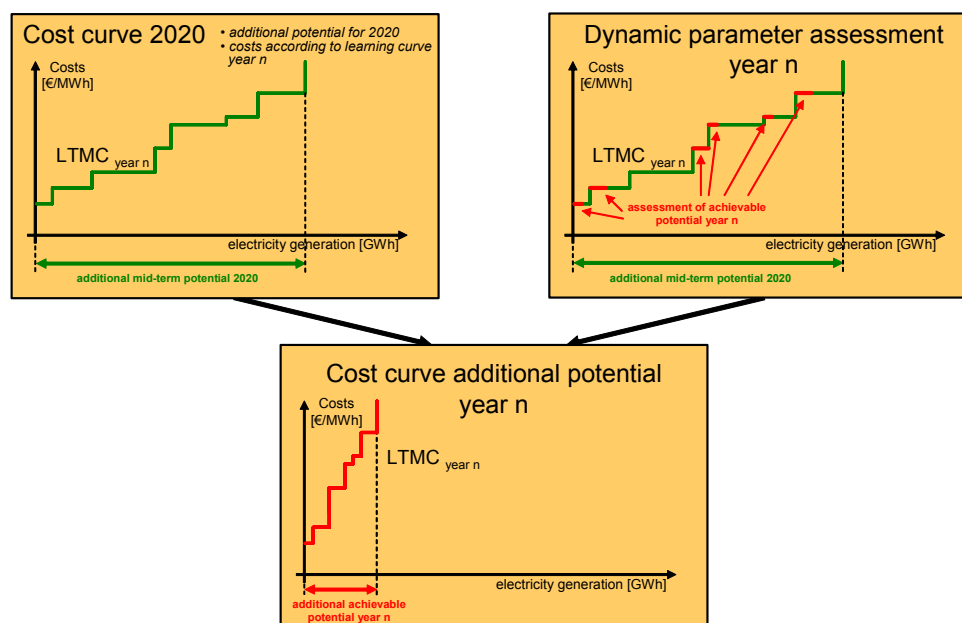 Cost curve 2020
• additional potential for 2020
• costs according to learning curve
year n
Costs
[€/MWh]
LTMC year n
electricity generation [GWh]
additional mid-term potential 2020
Dynamic parameter assessment
year n
Costs
[€/MWh]
LTMC year n
assessment of achievable
potential year n
electricity generation [GWh]
additional mid-term potential 2020
Cost curve additional potential
year n
Costs
[€/MWh]
LTMC year n
electricity generation [GWh]
additional achievable
potential year n